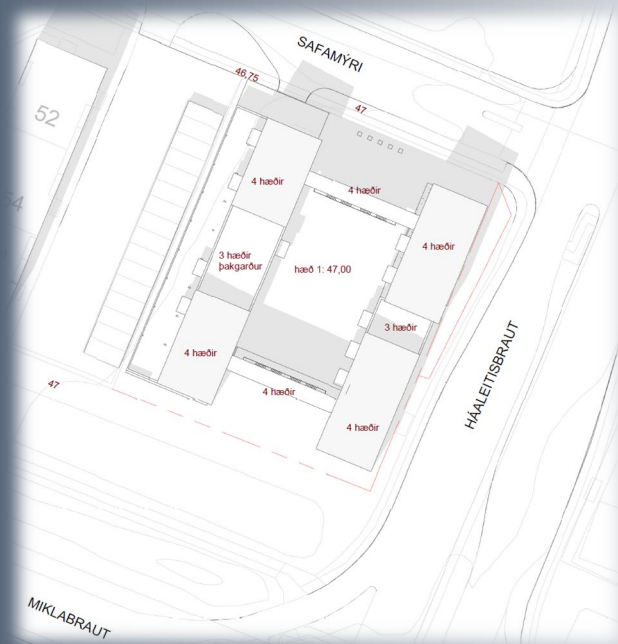 SAFAMÝRI
46,75
47
52
54
4 hæðir
4 hæðir
4 hæðir
3 hæðir
þakgarður
hæð 1: 47,00
3 hæðir
4 hæðir
4 hæðir
4 hæðir
47
HÁALEITISBRAUT
MIKLABRAUT